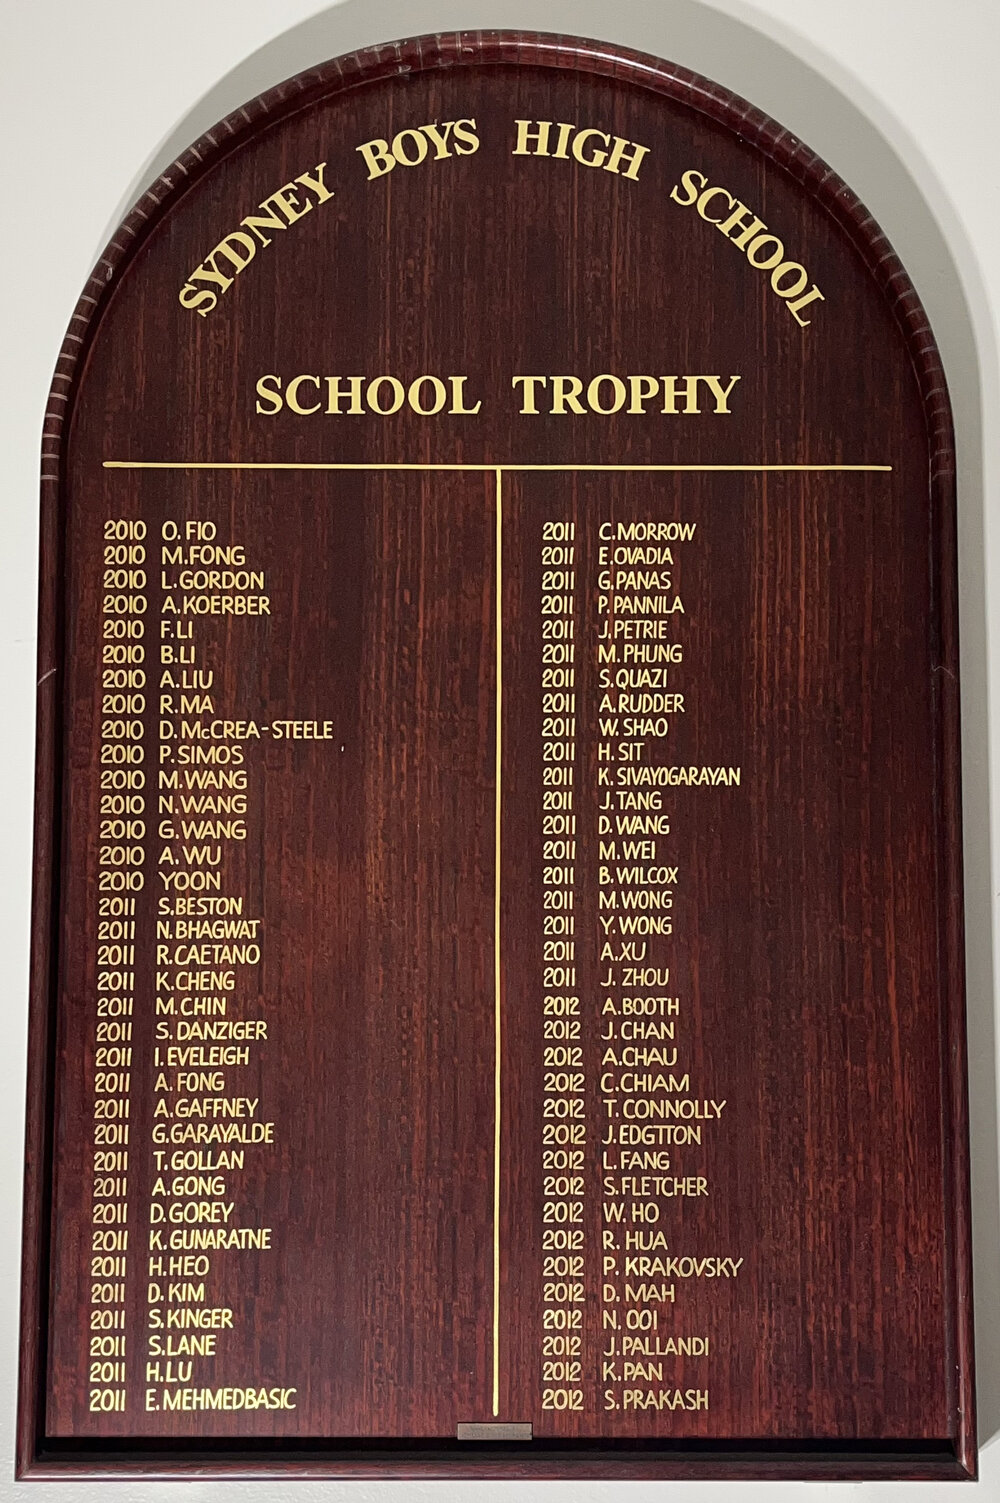 SYDNEY BOYS HIGH SCHOOL
SCHOOL TROPHY
2010 O. FIO
2010 M. FONG
2010 L. GORDON
2010 A. KOERBER
2010 F. LI
2010 B. LI
2010 A. LIU
2010 R. MA
2010 D. McCREA-STEELE
2010 P. SIMOS
2010 M. WANG
2010 N. WANG
2010 G. WANG
2010 A. WU
2010 YOON
2011 S. BESTON
2011 N. BHAGWAT
2011 R. CAETANO
2011 K. CHENG
2011 M. CHIN
2011 S. DANZIGER
2011 I. EVELEIGH
2011 A. FONG
2011 A. GAFFNEY
2011 G. GARAYALDE
2011 T. GOLLAN
2011 A. GONG
2011 D. GOREY
2011 K. GUNARATNE
2011 H. HEO
2011 D. KIM
2011 S. KINGER
2011 S. LANE
2011 H. LU
2011 E. MEHMEDBASIC
2011 C. MORROW
2011 E. OVADIA
2011 G. PANAS
2011 P. PANNILA
2011 J. PETRIE
2011 M. PHUNG
2011 S. QUAZI
2011 A. RUDDER
2011 W. SHAO
2011 H. SIT
2011 K. SIVAYOGARAYAN
2011 J. TANG
2011 D. WANG
2011 M. WEI
2011 B. WILCOX
2011 M. WONG
2011 Y. WONG
2011 A. XU
2011 J. ZHOU
2012 A. BOOTH
2012 J. CHAN
2012 A. CHAU
2012 C. CHIAM
2012 T. CONNOLLY
2012 J. EDGTTON
2012 L. FANG
2012 S. FLETCHER
2012 W. HO
2012 R. HUA
2012 P. KRAKOVSKY
2012 D. MAH
2012 N. OOI
2012 J. PALLANDI
2012 K. PAN
2012 S. PRAKASH